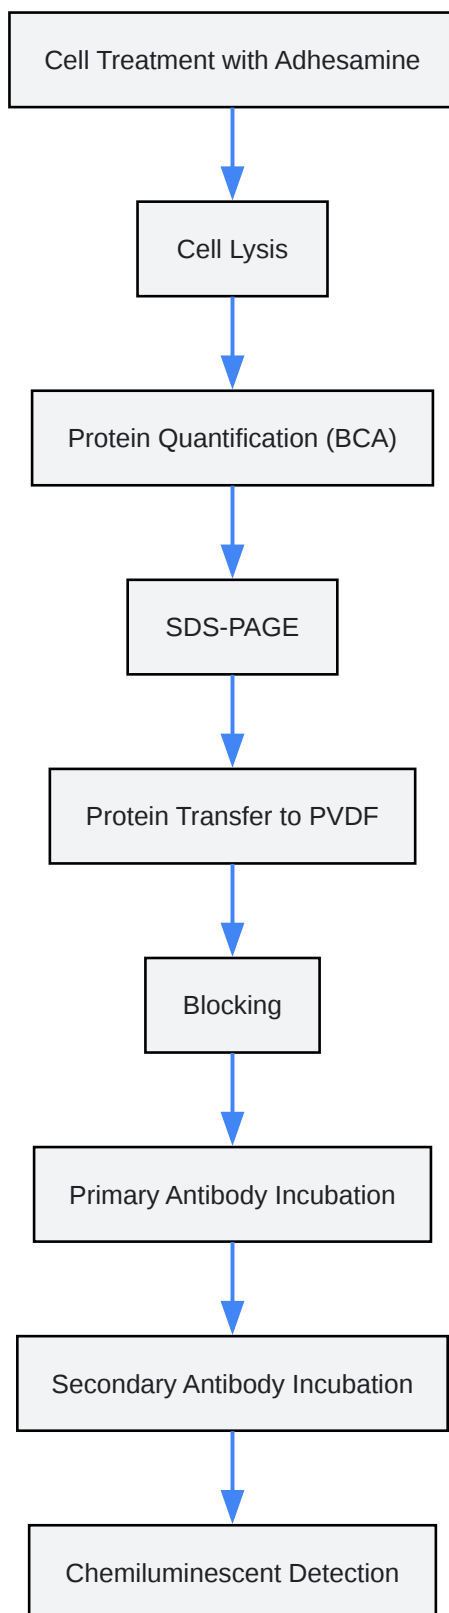 Cell Treatment with Adhesamine
Cell Lysis
Protein Quantification (BCA)
SDS-PAGE
Protein Transfer to PVDF
Blocking
Primary Antibody Incubation
Secondary Antibody Incubation
Chemiluminescent Detection